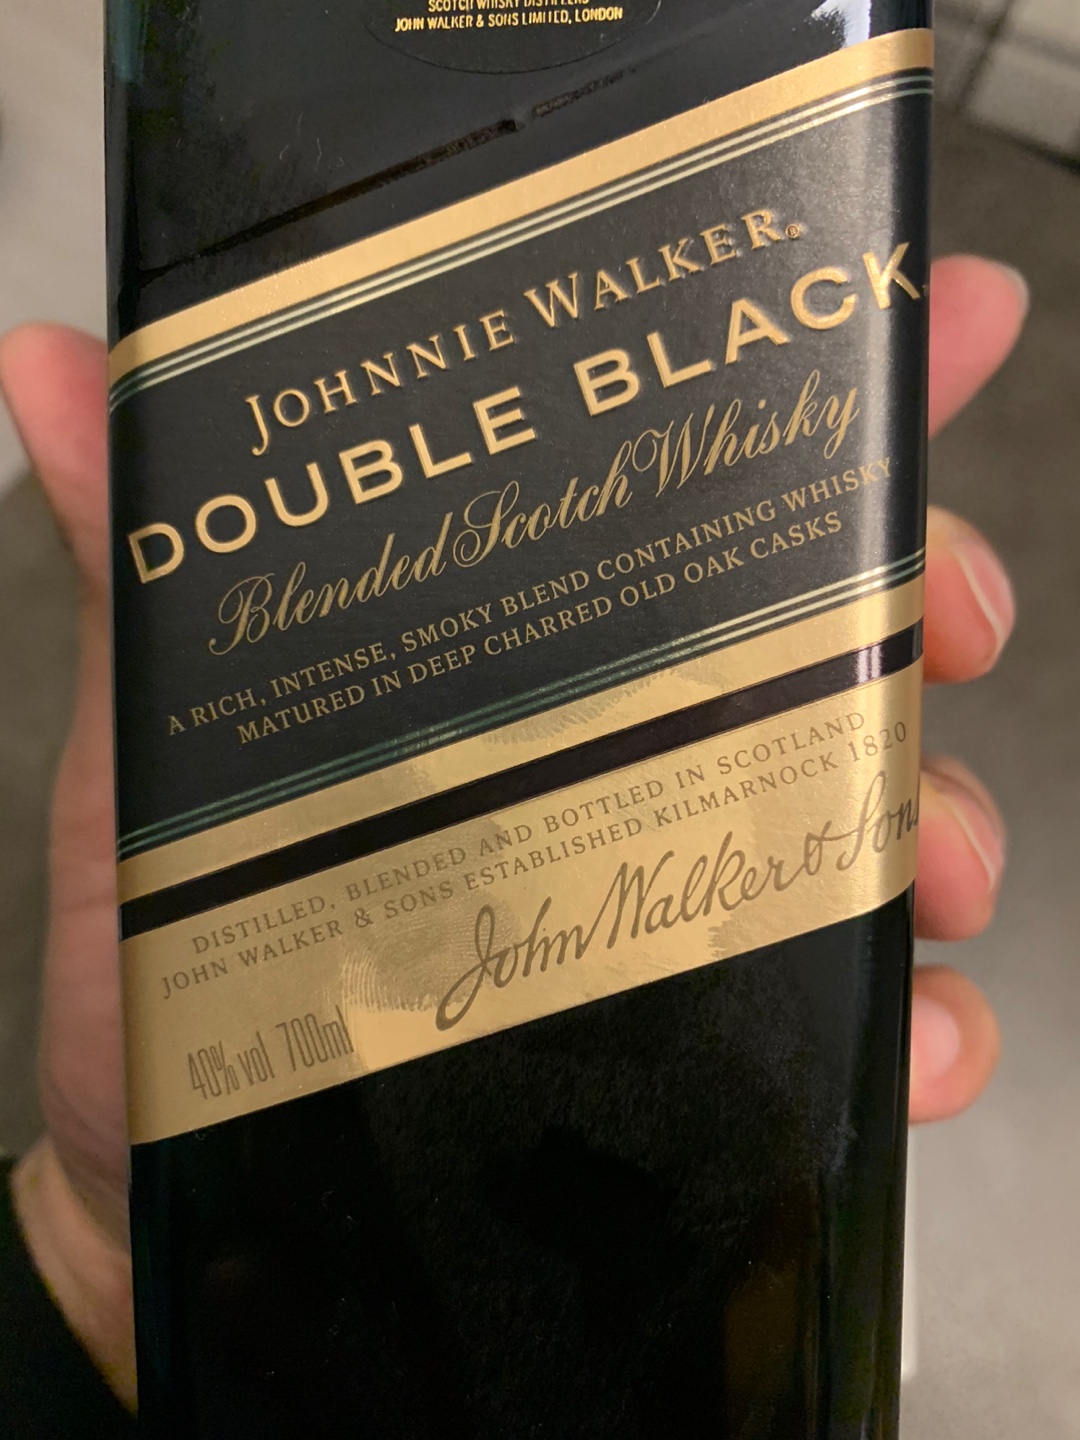 SCOTCH WHISKY DISTILLERS
JOHN WALKER & SONS LIMITED, LONDON
JOHNNIE WALKER®
DOUBLE BLACK
Blended Scotch Whisky
A RICH, INTENSE, SMOKY BLEND CONTAINING WHISKY
MATURED IN DEEP CHARRED OLD OAK CASKS
DISTILLED, BLENDED AND BOTTLED IN SCOTLAND
JOHN WALKER & SONS ESTABLISHED KILMARNOCK 1820
John Walker & Sons
40% vol 700ml